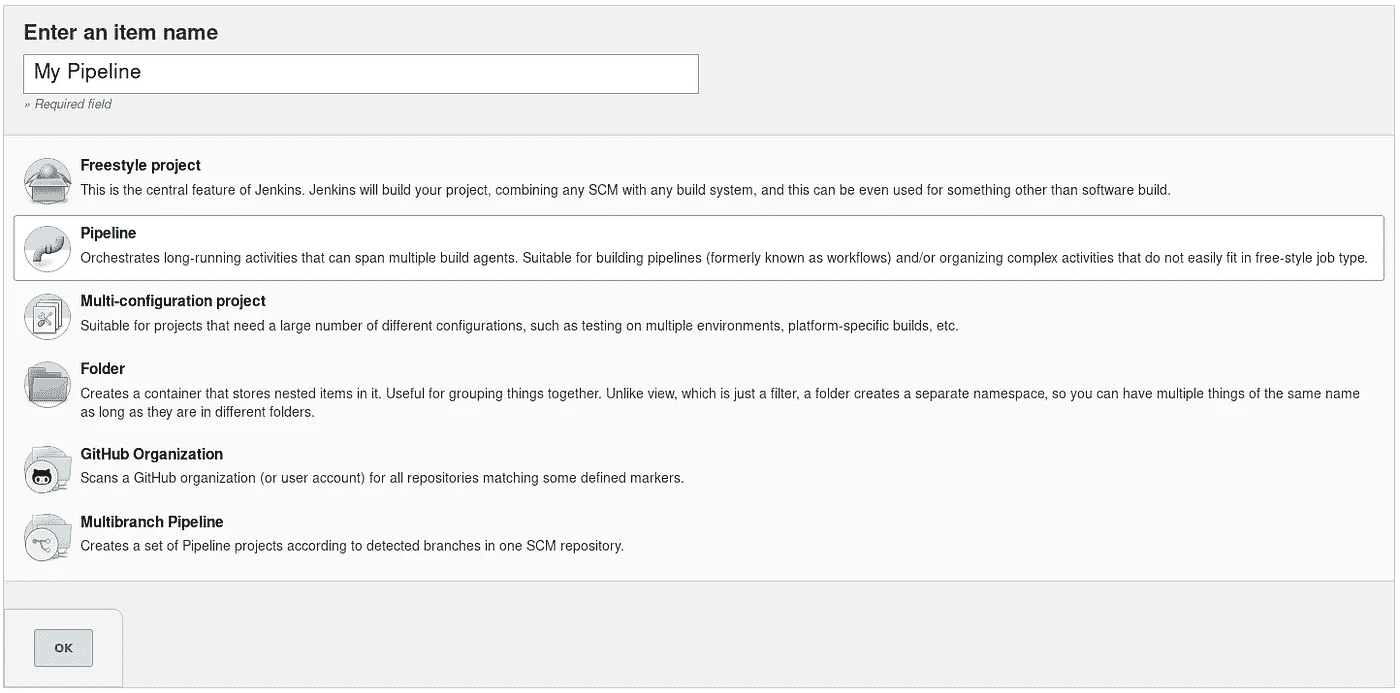 Enter an item name
My Pipeline
» Required field
Freestyle project
This is the central feature of Jenkins. Jenkins will build your project, combining any SCM with any build system, and this can be even used for something other than software build.
Pipeline
Orchestrates long-running activities that can span multiple build agents. Suitable for building pipelines (formerly known as workflows) and/or organizing complex activities that do not easily fit in free-style job type.
Multi-configuration project
Suitable for projects that need a large number of different configurations, such as testing on multiple environments, platform-specific builds, etc.
Folder
Creates a container that stores nested items in it. Useful for grouping things together. Unlike view, which is just a filter, a folder creates a separate namespace, so you can have multiple things of the same name
as long as they are in different folders.
GitHub Organization
Scans a GitHub organization (or user account) for all repositories matching some defined markers.
Multibranch Pipeline
Creates a set of Pipeline projects according to detected branches in one SCM repository.
OK